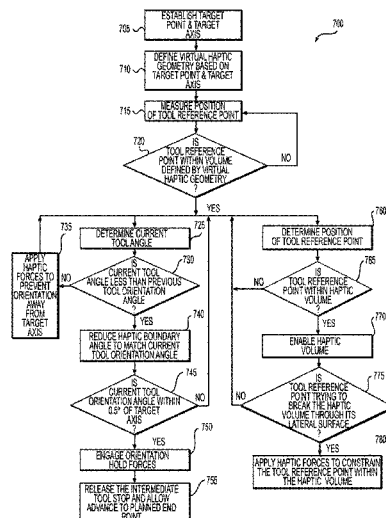 700
705
ESTABLISH TARGET
POINT & TARGET
AXIS
710
DEFINE VIRTUAL HAPTIC
GEOMETRY BASED ON
TARGET POINT & TARGET
AXIS
715
MEASURE POSITION
OF TOOL REFERENCE POINT
720
IS
TOOL REFERENCE
POINT WITHIN VOLUME
DEFINED BY VIRTUAL
HAPTIC GEOMETRY
?
NO
YES
735
APPLY
HAPTIC
FORCES TO
PREVENT
ORIENTATION
AWAY
FROM
TARGET
AXIS
725
DETERMINE CURRENT
TOOL ANGLE
730
IS
CURRENT TOOL
ANGLE LESS THAN PREVIOUS
TOOL ORIENTATION
ANGLE
?
NO
YES
740
REDUCE HAPTIC BOUNDARY
ANGLE TO MATCH CURRENT
TOOL ORIENTATION ANGLE
745
IS
CURRENT TOOL
ORIENTATION ANGLE WITHIN
0.5° OF TARGET
AXIS
?
NO
YES
750
ENGAGE ORIENTATION
HOLD FORCES
755
RELEASE THE INTERMEDIATE
TOOL STOP AND ALLOW
ADVANCE TO PLANNED END
POINT
760
DETERMINE POSITION
OF TOOL REFERENCE POINT
765
IS
TOOL REFERENCE
POINT WITHIN HAPTIC
VOLUME
?
NO
YES
770
ENABLE HAPTIC
VOLUME
775
IS
TOOL REFERENCE
POINT TRYING TO
BREAK THE HAPTIC
VOLUME THROUGH ITS
LATERAL SURFACE
?
NO
YES
780
APPLY HAPTIC FORCES TO CONSTRAIN
THE TOOL REFERENCE POINT WITHIN
THE HAPTIC VOLUME